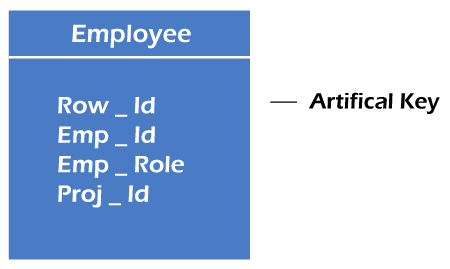 Employee
Row _ Id
Artifical Key
Emp _ Id
Emp _ Role
Proj _ Id